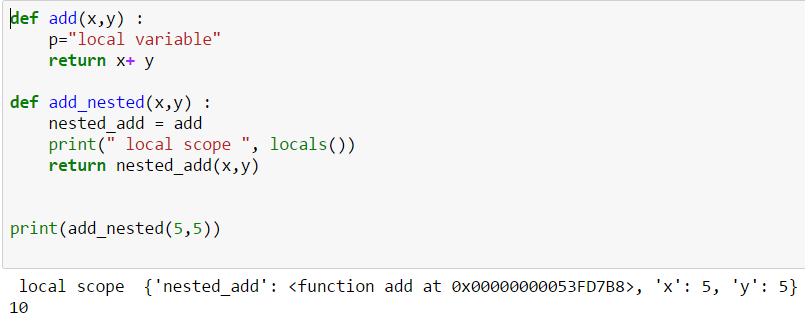 def add(x,y) :
    p="local variable"
    return x+ y

def add_nested(x,y) :
    nested_add = add
    print(" local scope ", locals())
    return nested_add(x,y)


print(add_nested(5,5))

 local scope  {'nested_add': <function add at 0x00000000053FD7B8>, 'x': 5, 'y': 5}
10